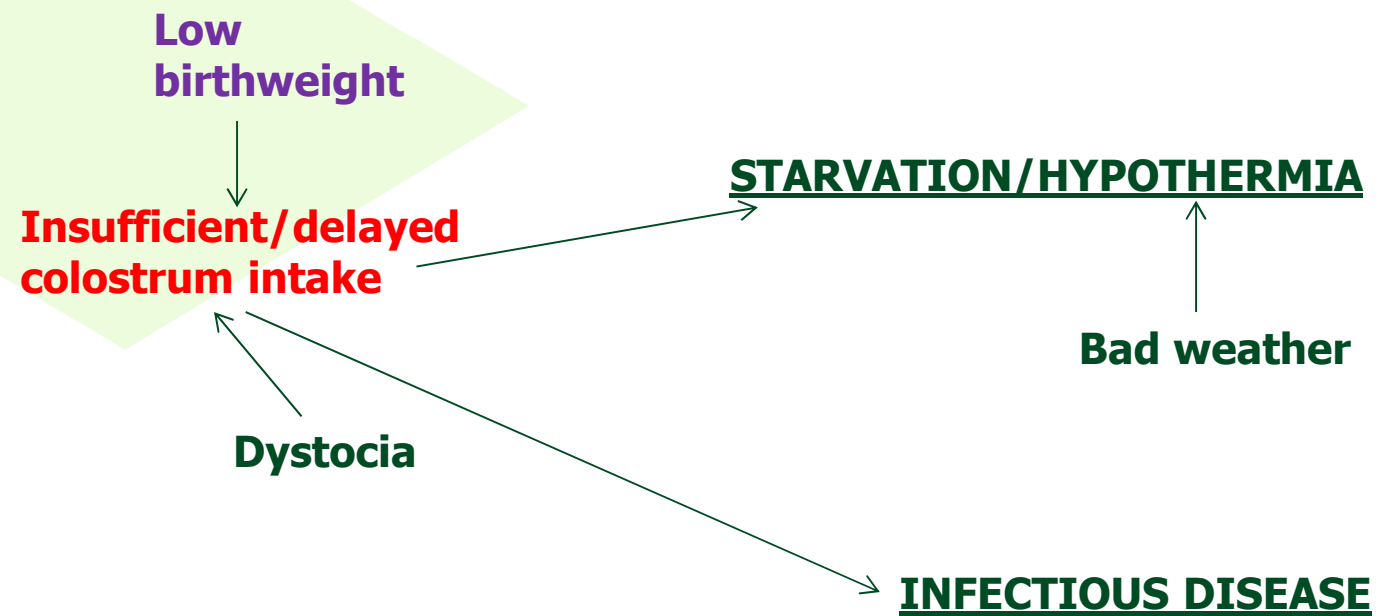 Low
birthweight
STARVATION/HYPOTHERMIA
Insufficient/delayed
colostrum intake
Bad weather
Dystocia
INFECTIOUS DISEASE